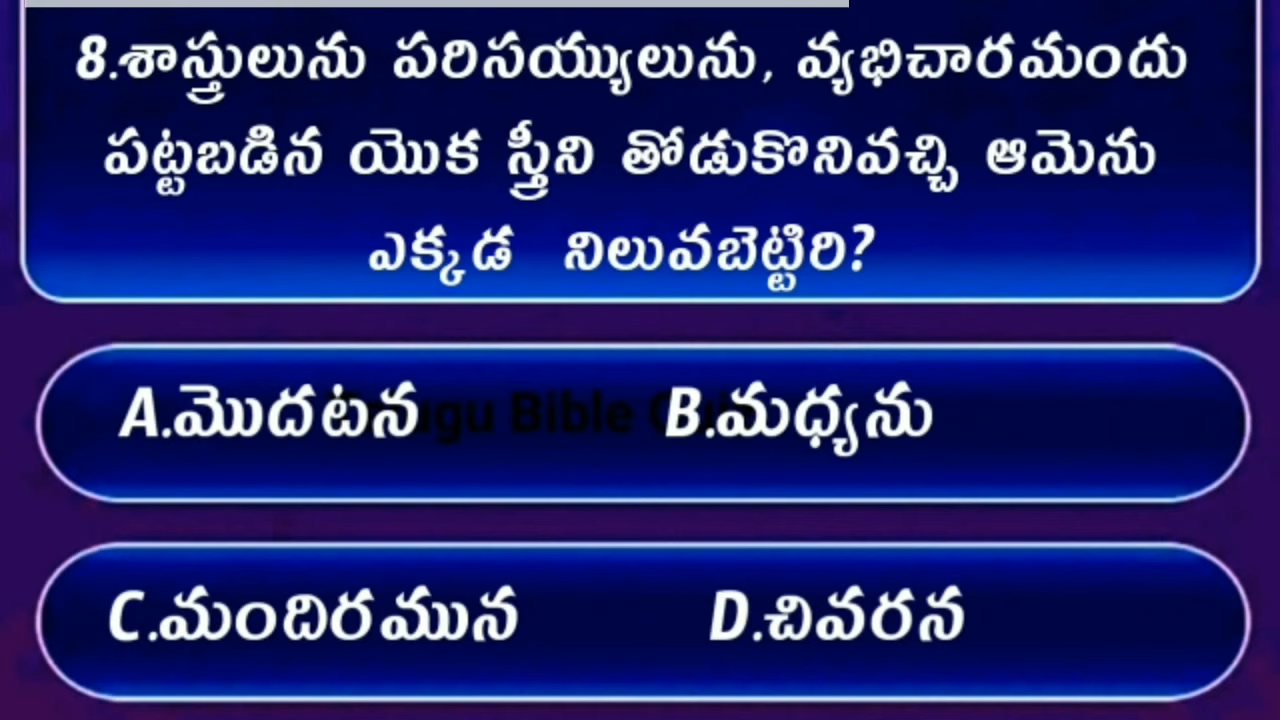 8.శాస్త్రులును పరిసయ్యులును, వ్యభిచారమందు
పట్టబడిన యొక స్త్రీని తోడుకొనివచ్చి ఆమెను
ఎక్కడ నిలువబెట్టిరి?
A.మొదటన B.మధ్యను
C.మందిరమున D.చివరన